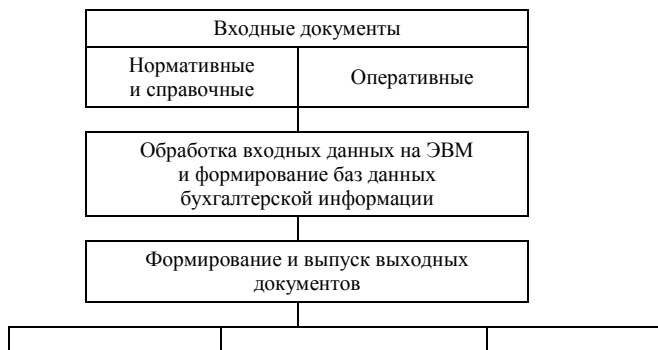 Входные документы
Нормативные
и справочные
Оперативные
Обработка входных данных на ЭВМ
и формирование баз данных
бухгалтерской информации
Формирование и выпуск выходных
документов